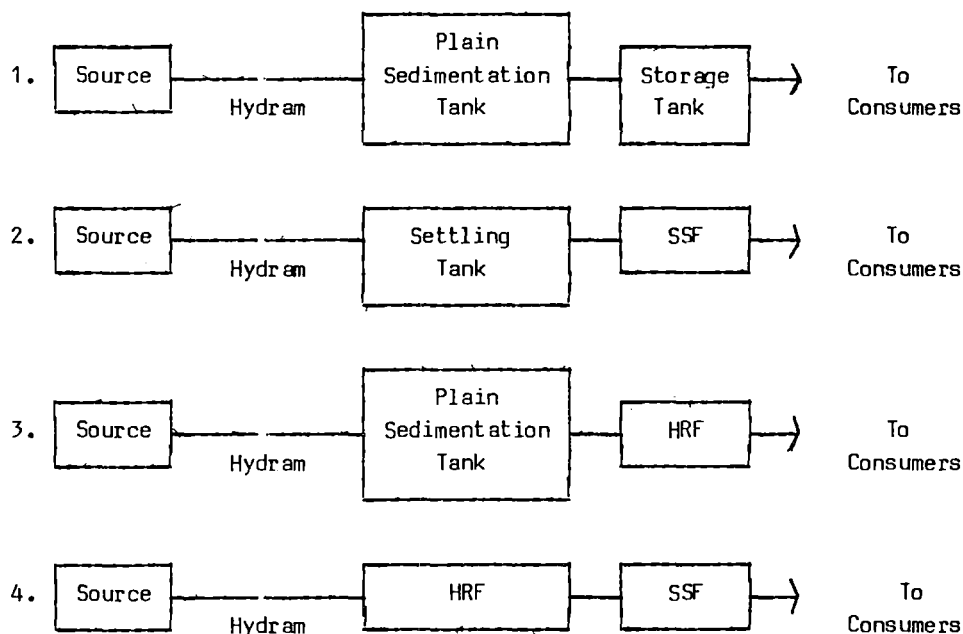 Plain
1. Source Sedimentation Storage To
Hydram Tank Tank Consumers
2. Source Settling SSF To
Hydram Tank Consumers
Plain
3. Source Sedimentation HRF To
Hydram Tank Consumers
4. Source HRF SSF To
Hydram Consumers